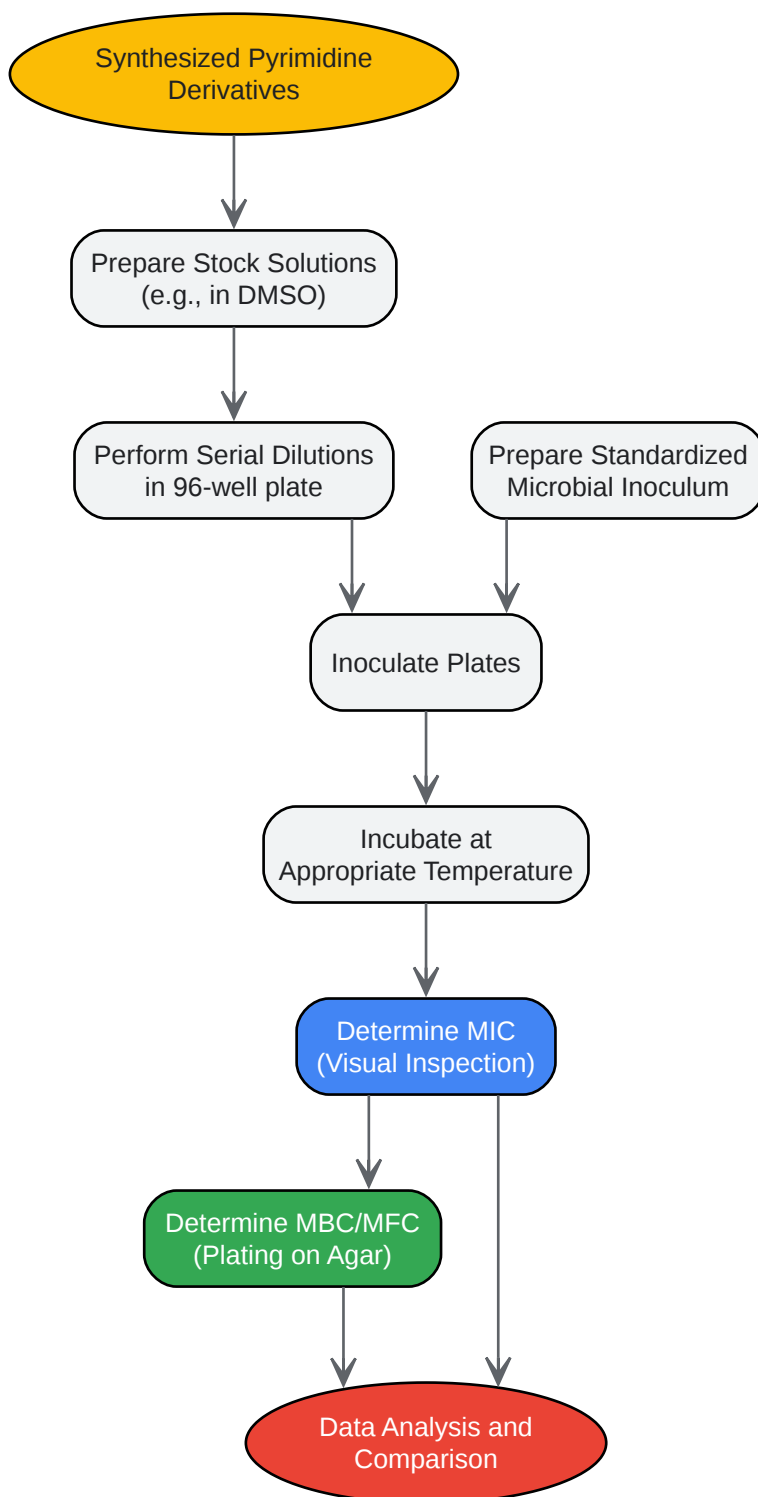 Synthesized Pyrimidine
Derivatives
Prepare Stock Solutions
(e.g., in DMSO)
Perform Serial Dilutions
in 96-well plate
Prepare Standardized
Microbial Inoculum
Inoculate Plates
Incubate at
Appropriate Temperature
Determine MIC
(Visual Inspection)
Determine MBC/MFC
(Plating on Agar)
Data Analysis and
Comparison